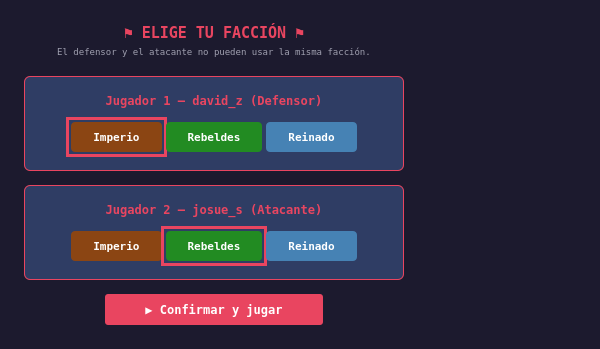 ⚑ ELIGE TU FACCIÓN ⚑
El defensor y el atacante no pueden usar la misma facción.
Jugador 1 — david_z (Defensor)
Imperio Rebeldes Reinado
Jugador 2 — josue_s (Atacante)
Imperio Rebeldes Reinado
▶ Confirmar y jugar